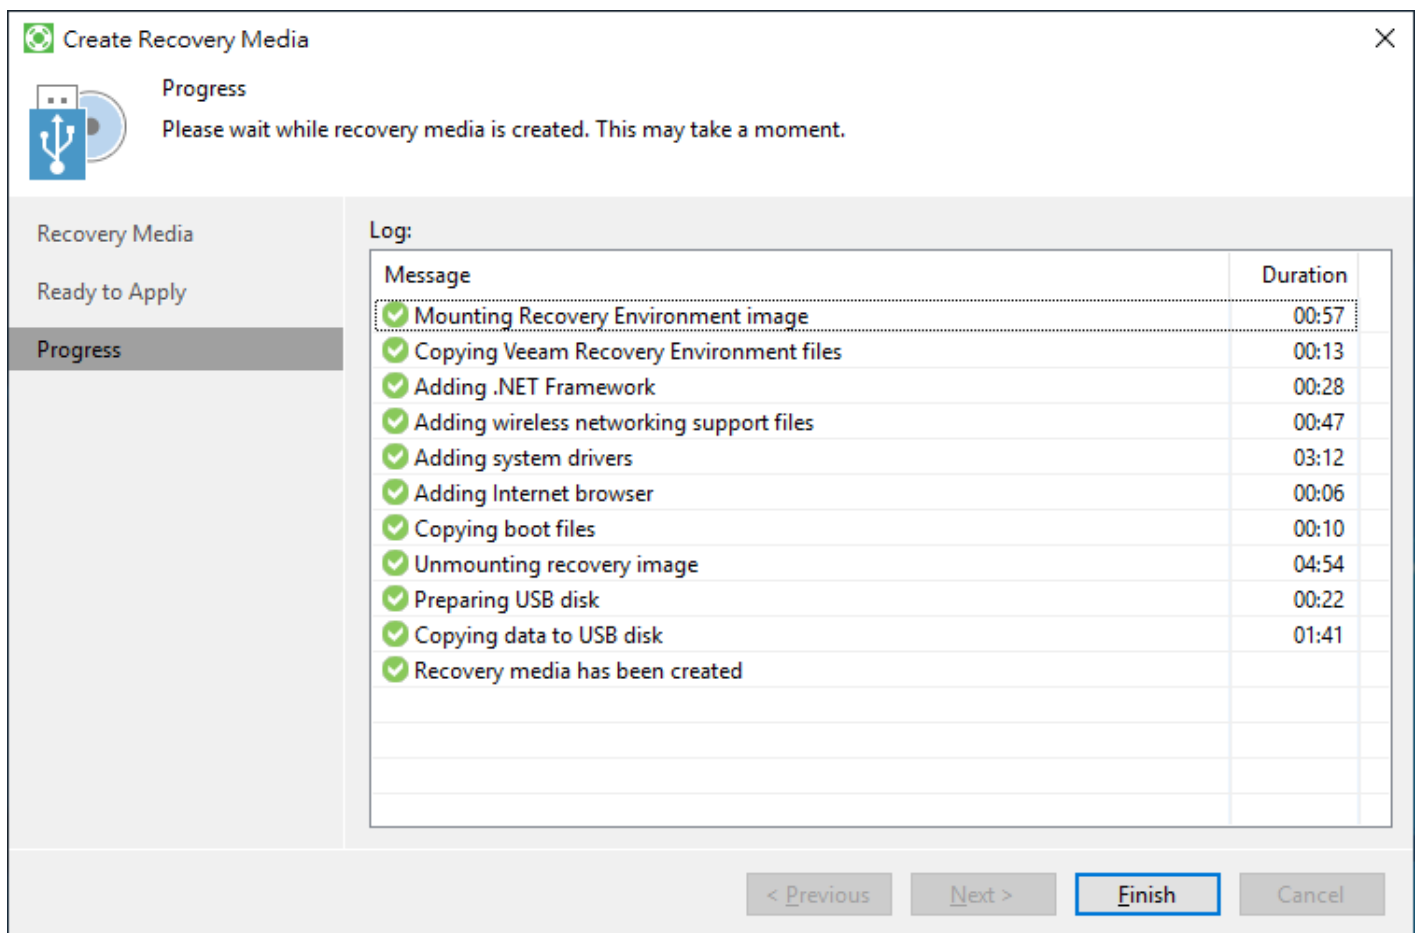 Create Recovery Media
Progress
Please wait while recovery media is created. This may take a moment.
Recovery Media
Ready to Apply
Progress
Log:
Message Duration
Mounting Recovery Environment image 00:57
Copying Veeam Recovery Environment files 00:13
Adding .NET Framework 00:28
Adding wireless networking support files 00:47
Adding system drivers 03:12
Adding Internet browser 00:06
Copying boot files 00:10
Unmounting recovery image 04:54
Preparing USB disk 00:22
Copying data to USB disk 01:41
Recovery media has been created
< Previous Next > Finish Cancel